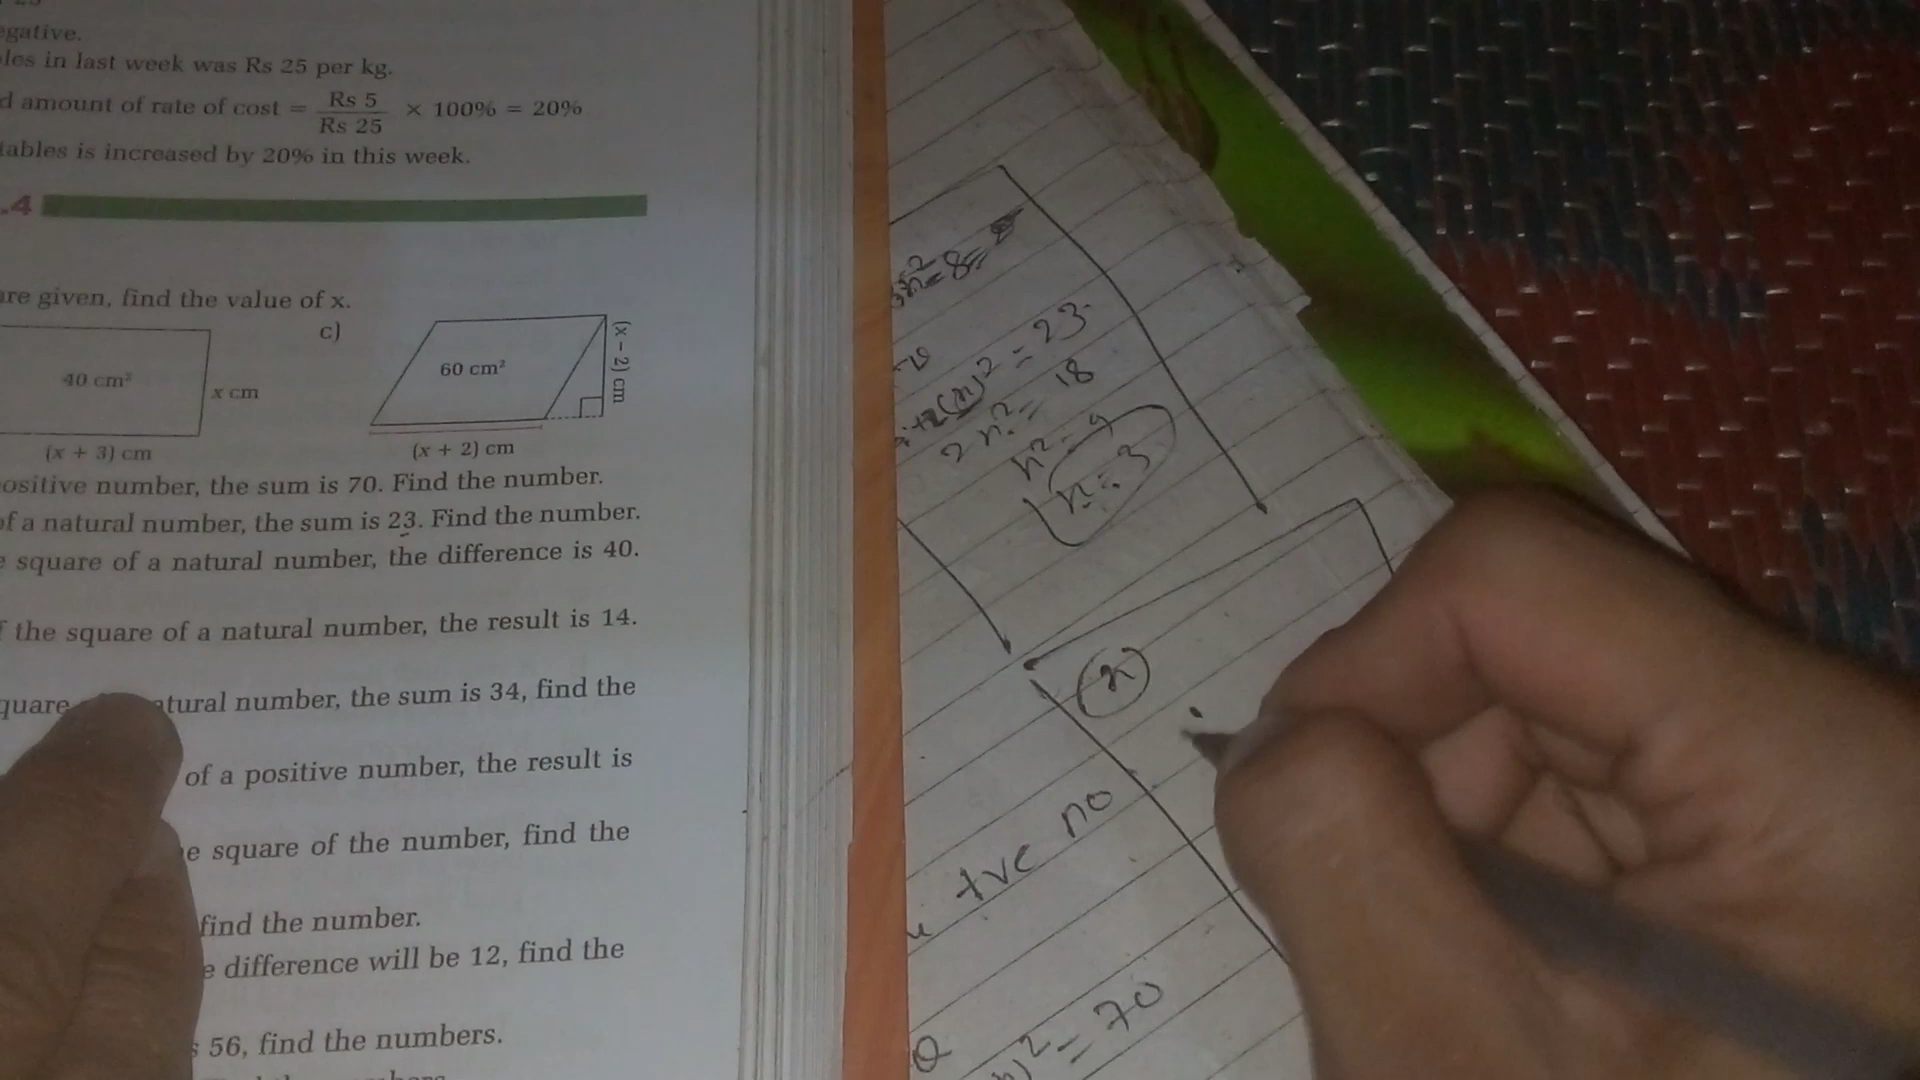 egative.
les in last week was Rs 25 per kg.
d amount of rate of cost = Rs 5 / Rs 25 × 100% = 20%
tables is increased by 20% in this week.
.4
are given, find the value of x.
40 cm²
x cm
(x + 3) cm
c)
60 cm²
(x – 2) cm
(x + 2) cm
ositive number, the sum is 70. Find the number.
of a natural number, the sum is 23. Find the number.
e square of a natural number, the difference is 40.
f the square of a natural number, the result is 14.
quare atural number, the sum is 34, find the
of a positive number, the result is
e square of the number, find the
find the number.
e difference will be 12, find the
s 56, find the numbers.
2 = 23
2x² = 18
x² = 9
x = 3
(x)
+ve no
)² = 70